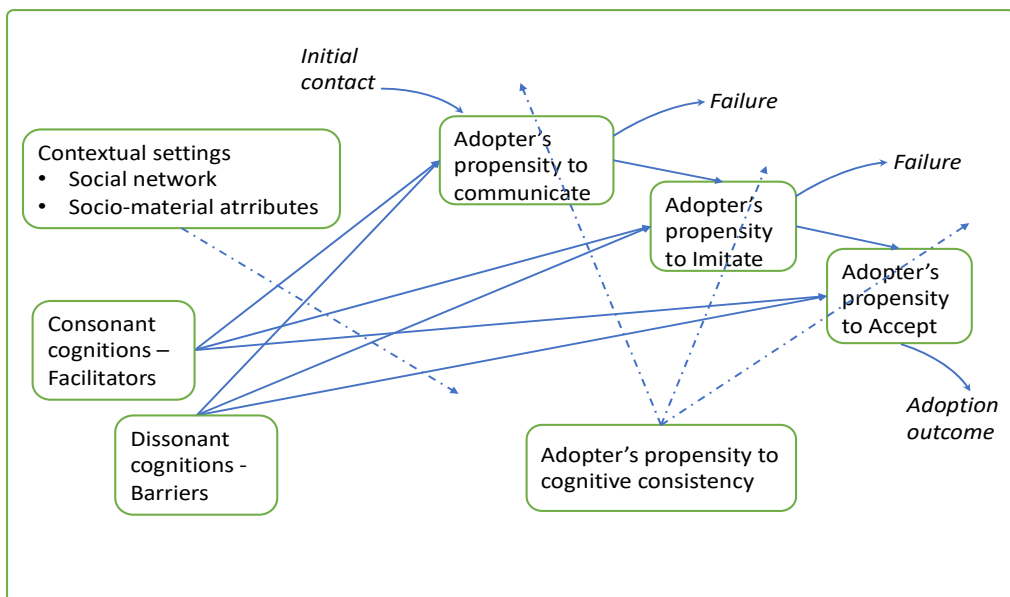 Initial
contact
Failure
Adopter’s
propensity to
communicate
Contextual settings
• Social network
• Socio-material atrributes
Failure
Adopter’s
propensity
to Imitate
Adopter’s
propensity
to Accept
Consonant
cognitions –
Facilitators
Adoption
outcome
Dissonant
cognitions -
Barriers
Adopter’s propensity to
cognitive consistency